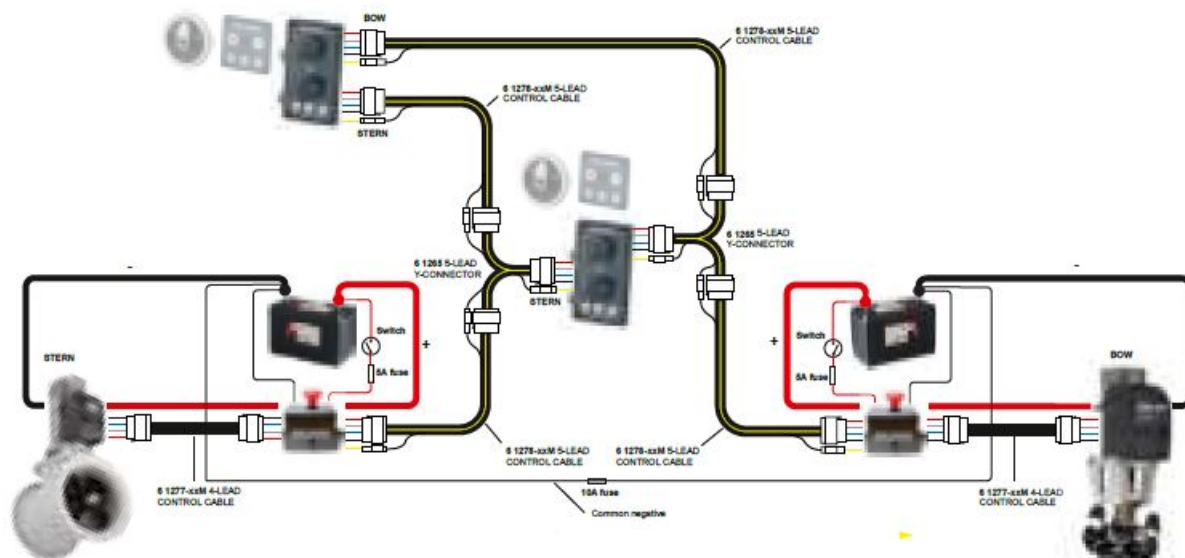 BOW
6 1278-xxM 5-LEAD
CONTROL CABLE
6 1278-xxM 5-LEAD
CONTROL CABLE
STERN
6 1265 5-LEAD
Y-CONNECTOR
6 1265 5-LEAD
Y-CONNECTOR
STERN
-
-
Switch
+
5A fuse
STERN
Switch
+
5A fuse
BOW
6 1278-xxM 5-LEAD
CONTROL CABLE
6 1278-xxM 5-LEAD
CONTROL CABLE
6 1277-xxM 4-LEAD
CONTROL CABLE
10A fuse
6 1277-xxM 4-LEAD
CONTROL CABLE
Common negative